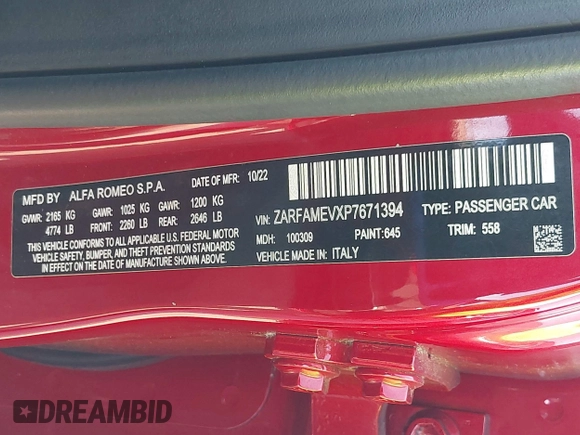 MFD BY ALFA ROMEO S.P.A. DATE OF MFR: 10/22
GVWR: 2165 KG GAWR: 1025 KG GAWR: 1200 KG
4774 LB FRONT: 2260 LB REAR: 2646 LB
THIS VEHICLE CONFORMS TO ALL APPLICABLE U.S. FEDERAL MOTOR
VEHICLE SAFETY, BUMPER, AND THEFT PREVENTION STANDARDS
IN EFFECT ON THE DATE OF MANUFACTURE SHOWN ABOVE.
VIN: ZARFAMEVXP7671394 TYPE: PASSENGER CAR
MDH: 100309 PAINT: 645 TRIM: 558
VEHICLE MADE IN: ITALY
DREAMBID